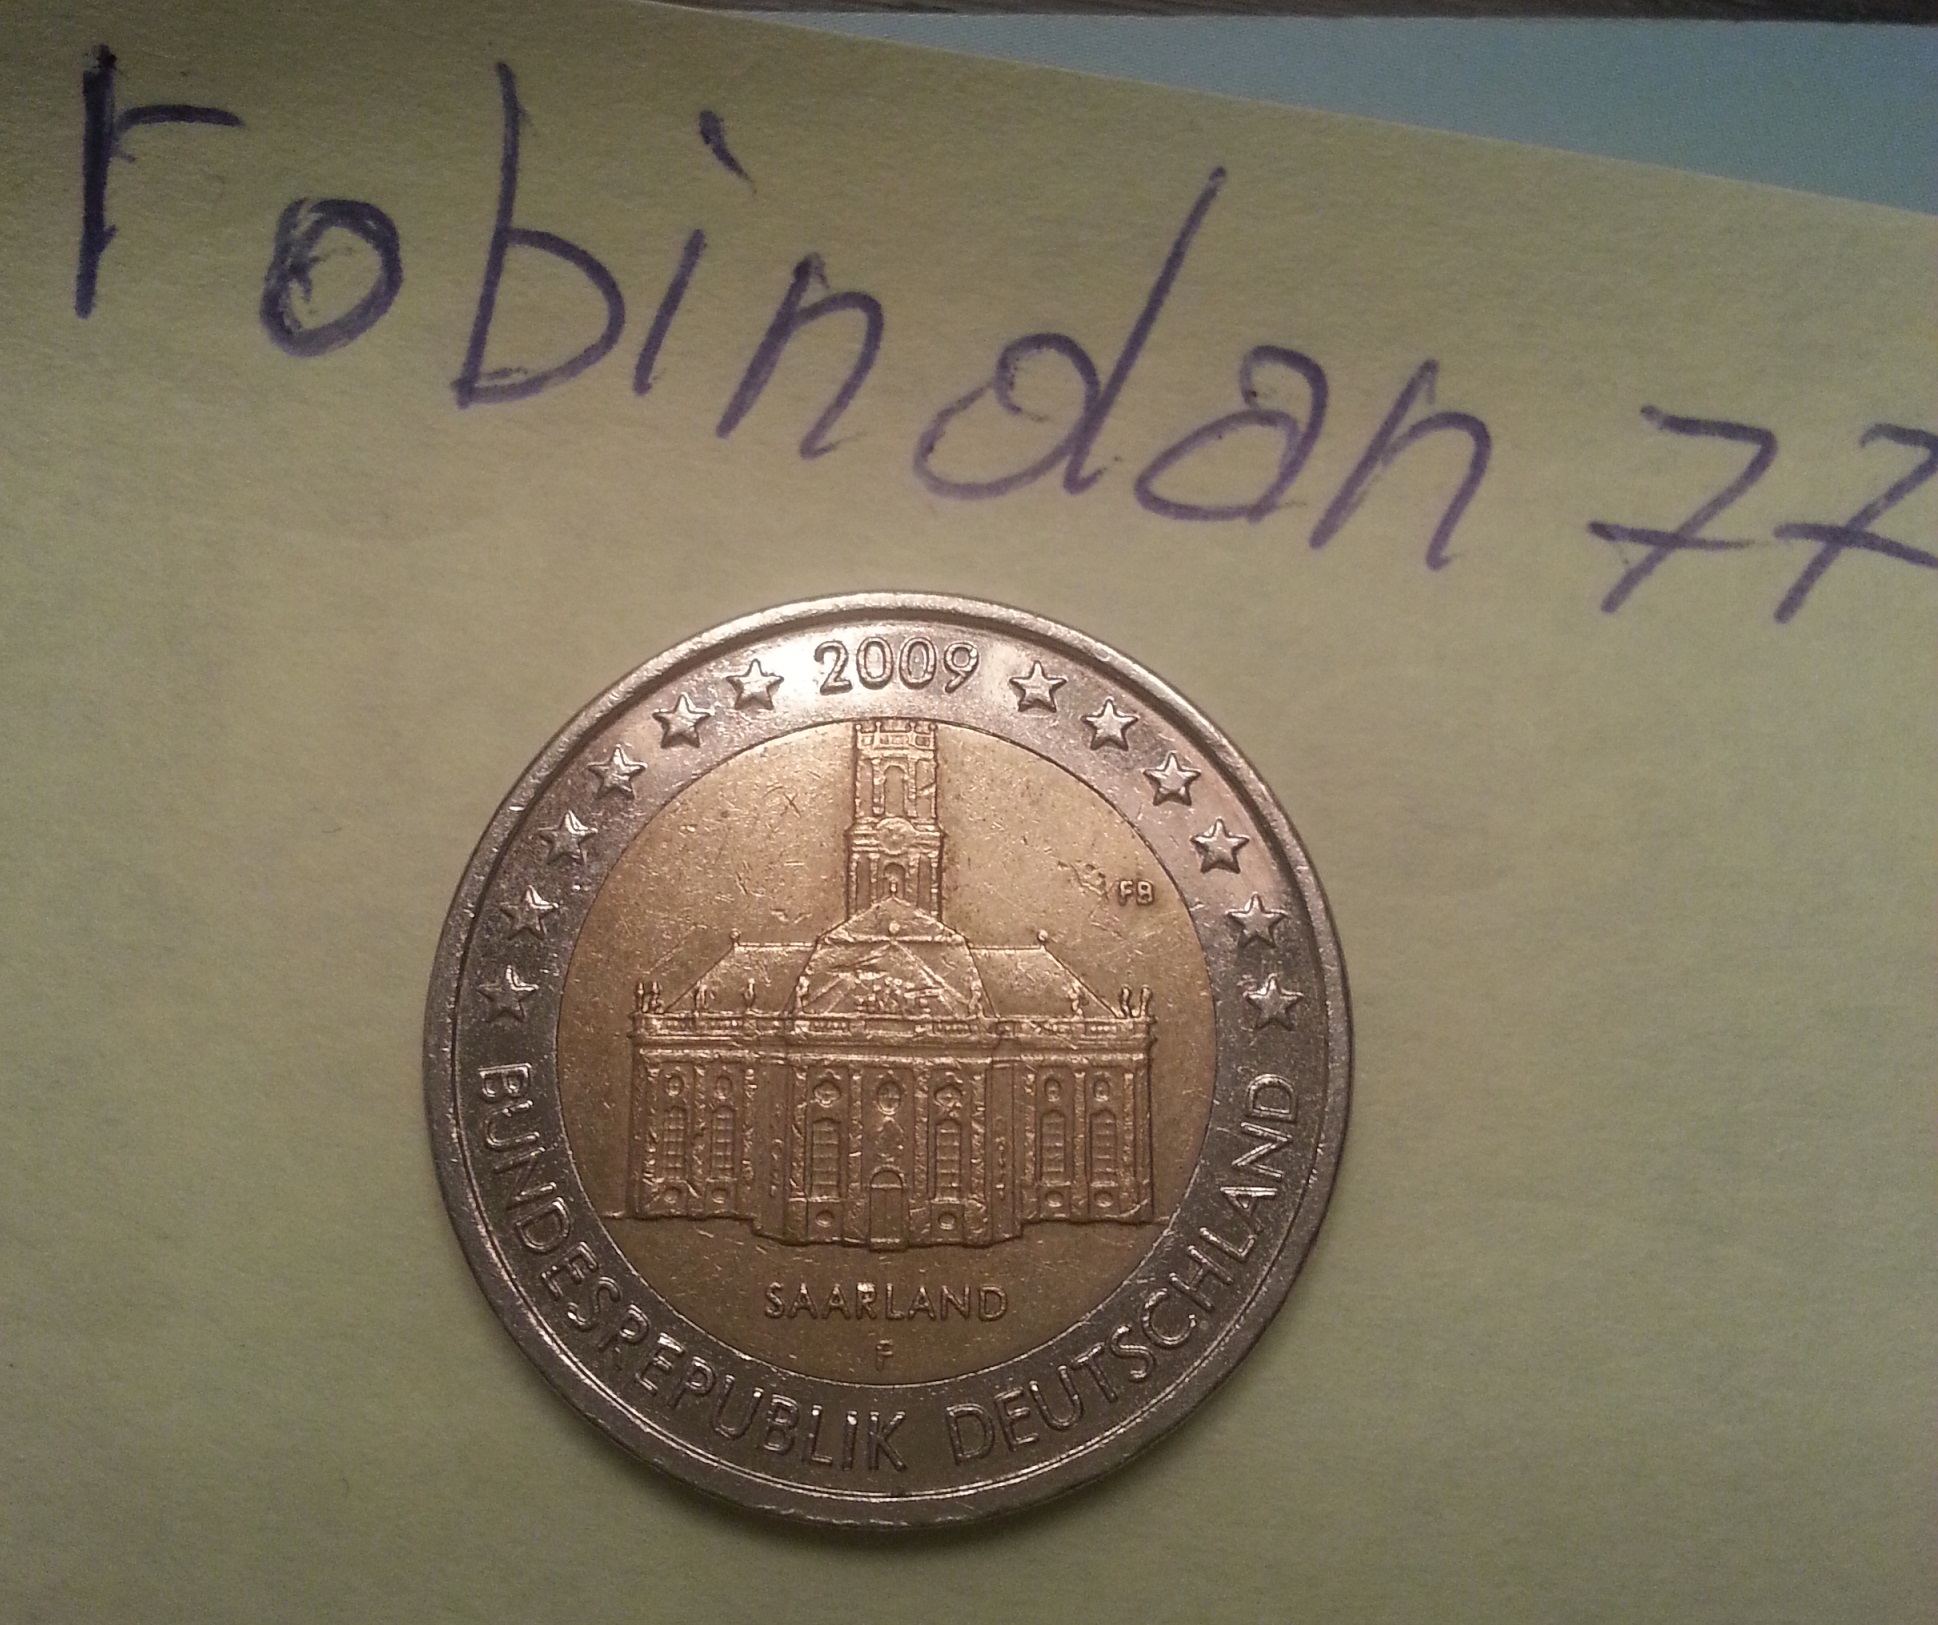 robindan77
2009
FB
SAARLAND
F
BUNDESREPUBLIK DEUTSCHLAND